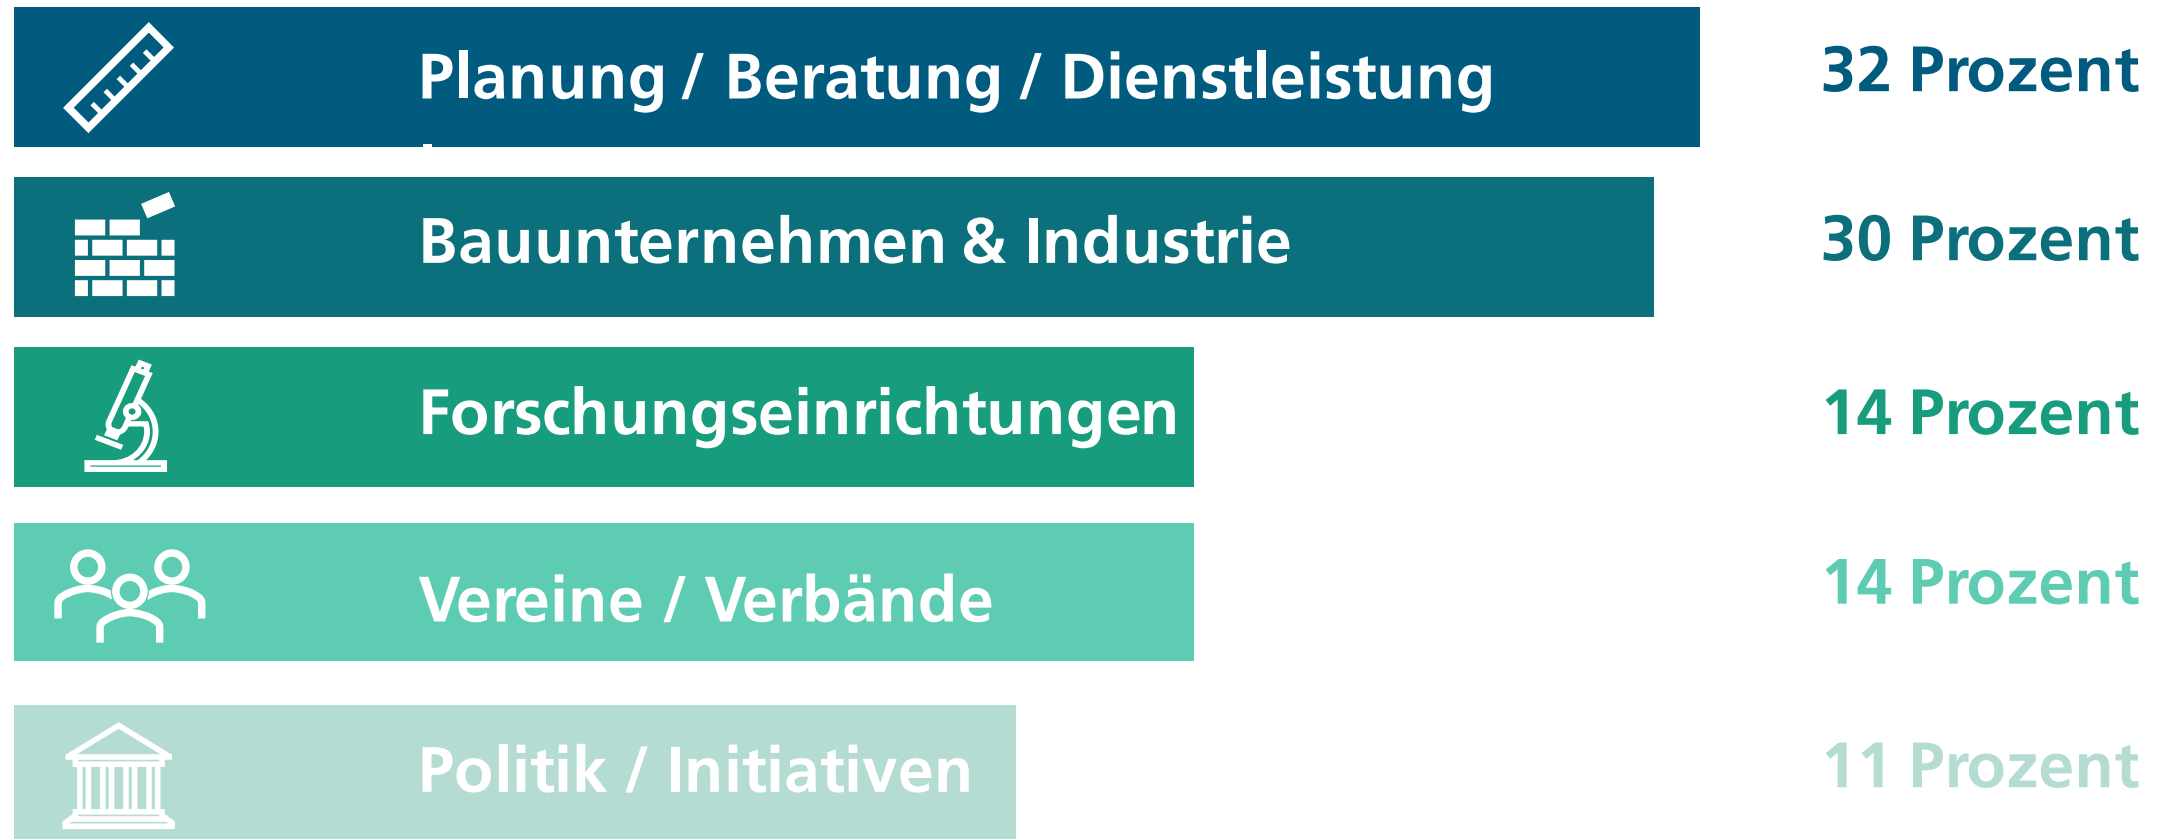 Planung / Beratung / Dienstleistung
32 Prozent
Bauunternehmen & Industrie
30 Prozent
Forschungseinrichtungen
14 Prozent
Vereine / Verbände
14 Prozent
Politik / Initiativen
11 Prozent